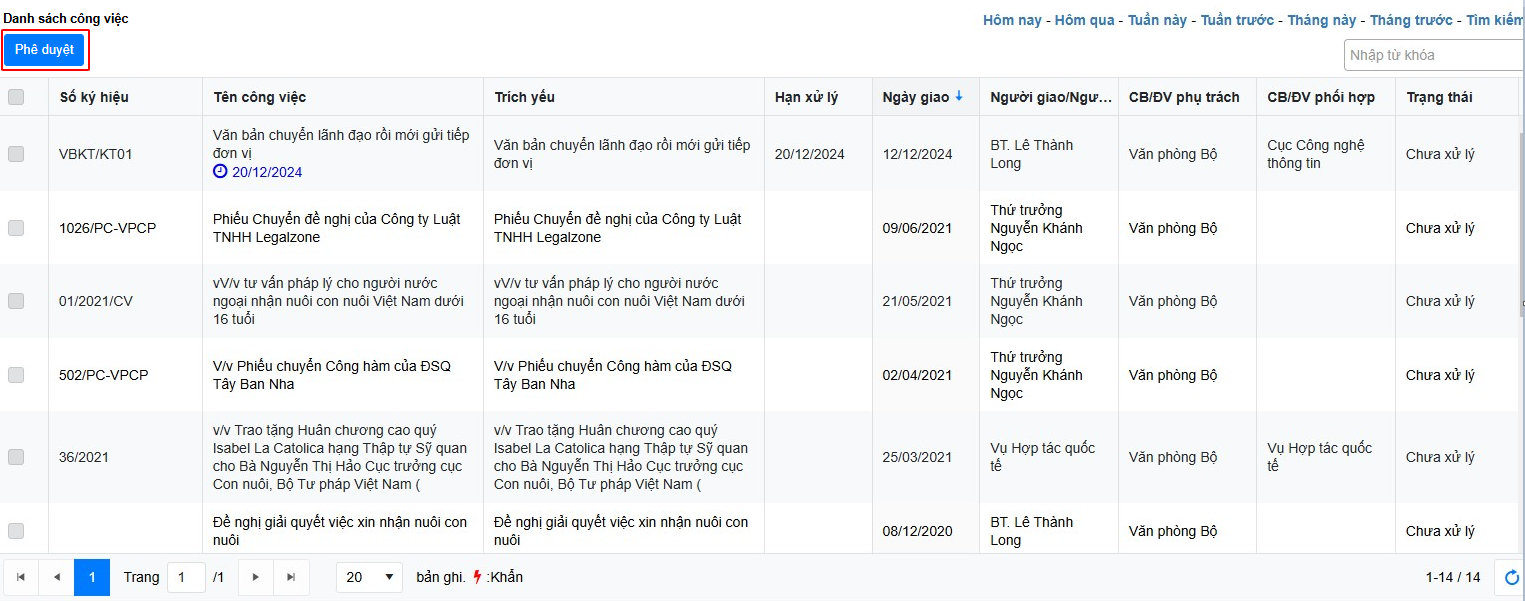 Danh sách công việc
Hôm nay - Hôm qua - Tuần này - Tuần trước - Tháng này - Tháng trước - Tìm kiếm
Phê duyệt
Nhập từ khóa
Số ký hiệu
Tên công việc
Trích yếu
Hạn xử lý
Ngày giao
Người giao/Ngư...
CB/ĐV phụ trách
CB/ĐV phối hợp
Trạng thái
VBKT/KT01
Văn bản chuyển lãnh đạo rồi mới gửi tiếp
đơn vị
20/12/2024
Văn bản chuyển lãnh đạo rồi mới gửi tiếp
đơn vị
20/12/2024
12/12/2024
BT. Lê Thành
Long
Văn phòng Bộ
Cục Công nghệ
thông tin
Chưa xử lý
1026/PC-VPCP
Phiếu Chuyển đề nghị của Công ty Luật
TNHH Legalzone
Phiếu Chuyển đề nghị của Công ty Luật
TNHH Legalzone
09/06/2021
Thứ trưởng
Nguyễn Khánh
Ngọc
Văn phòng Bộ
Chưa xử lý
01/2021/CV
vV/v tư vấn pháp lý cho người nước
ngoại nhận nuôi con nuôi Việt Nam dưới
16 tuổi
vV/v tư vấn pháp lý cho người nước
ngoại nhận nuôi con nuôi Việt Nam dưới
16 tuổi
21/05/2021
Thứ trưởng
Nguyễn Khánh
Ngọc
Văn phòng Bộ
Chưa xử lý
502/PC-VPCP
V/v Phiếu chuyển Công hàm của ĐSQ
Tây Ban Nha
V/v Phiếu chuyển Công hàm của ĐSQ
Tây Ban Nha
02/04/2021
Thứ trưởng
Nguyễn Khánh
Ngọc
Văn phòng Bộ
Chưa xử lý
36/2021
v/v Trao tặng Huân chương cao quý
Isabel La Catolica hạng Thập tự Sỹ quan
cho Bà Nguyễn Thị Hảo Cục trưởng cục
Con nuôi, Bộ Tư pháp Việt Nam (
v/v Trao tặng Huân chương cao quý
Isabel La Catolica hạng Thập tự Sỹ quan
cho Bà Nguyễn Thị Hảo Cục trưởng cục
Con nuôi, Bộ Tư pháp Việt Nam (
25/03/2021
Vụ Hợp tác quốc
tế
Văn phòng Bộ
Vụ Hợp tác quốc
tế
Chưa xử lý
Đề nghị giải quyết việc xin nhận nuôi con
nuôi
Đề nghị giải quyết việc xin nhận nuôi con
nuôi
08/12/2020
BT. Lê Thành
Long
Văn phòng Bộ
Chưa xử lý
1
Trang 1 /1
20
bản ghi. :Khẩn
1-14 / 14